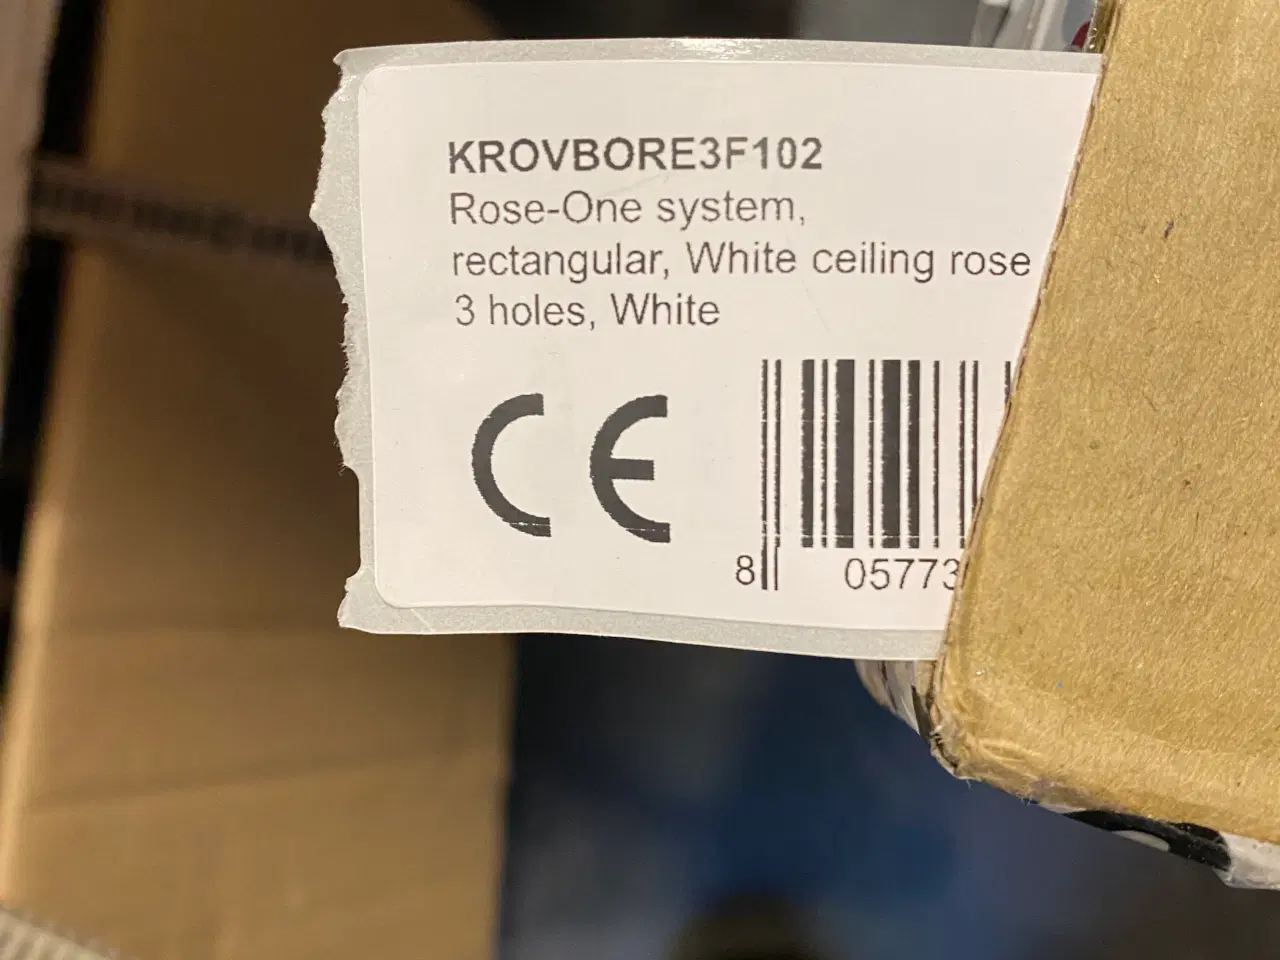 KROVBORE3F102
Rose-One system,
rectangular, White ceiling rose
3 holes, White
CE
8 05773